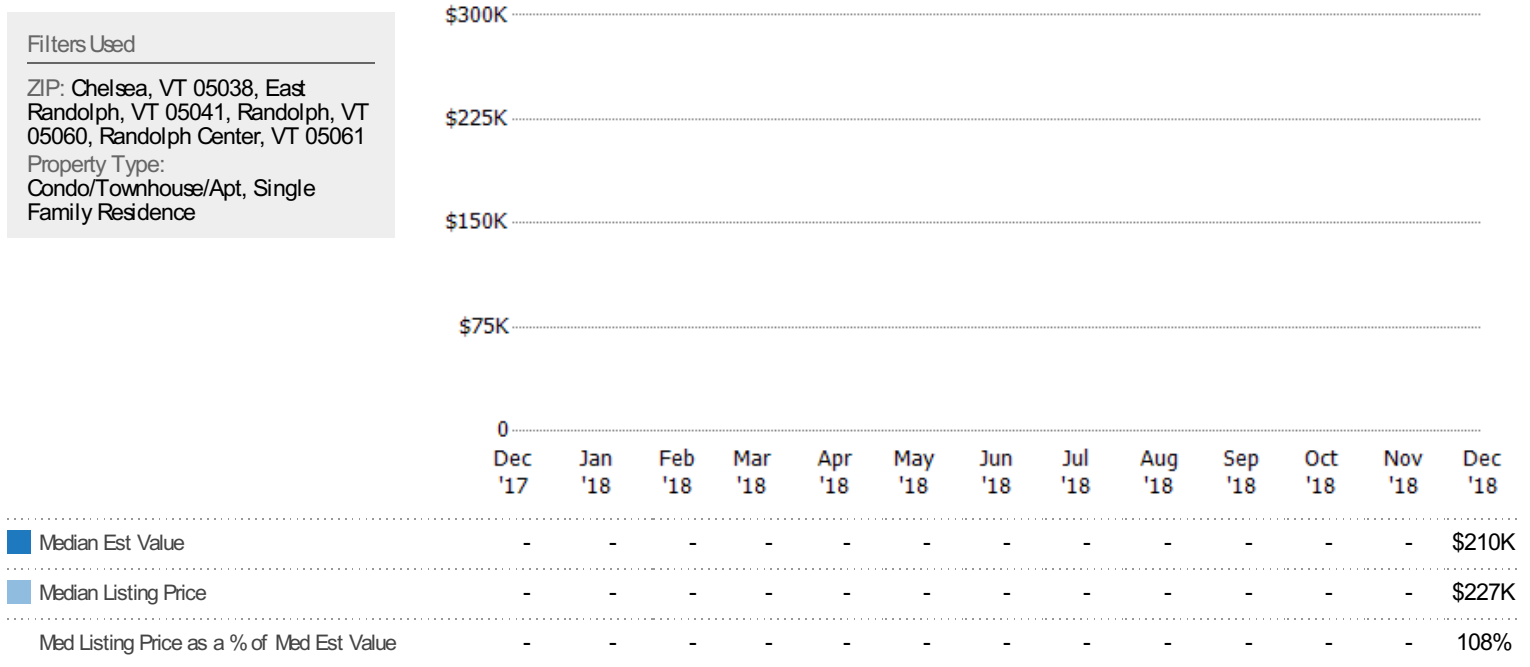 Filters Used
ZIP: Chelsea, VT 05038, East
Randolph, VT 05041, Randolph, VT
05060, Randolph Center, VT 05061
Property Type:
Condo/Townhouse/Apt, Single
Family Residence
$300K
$225K
$150K
$75K
0
Dec Jan Feb Mar Apr May Jun Jul Aug Sep Oct Nov Dec
'17 '18 '18 '18 '18 '18 '18 '18 '18 '18 '18 '18 '18
Median Est Value - - - - - - - - - - - - $210K
Median Listing Price - - - - - - - - - - - - $227K
Med Listing Price as a % of Med Est Value - - - - - - - - - - - - 108%